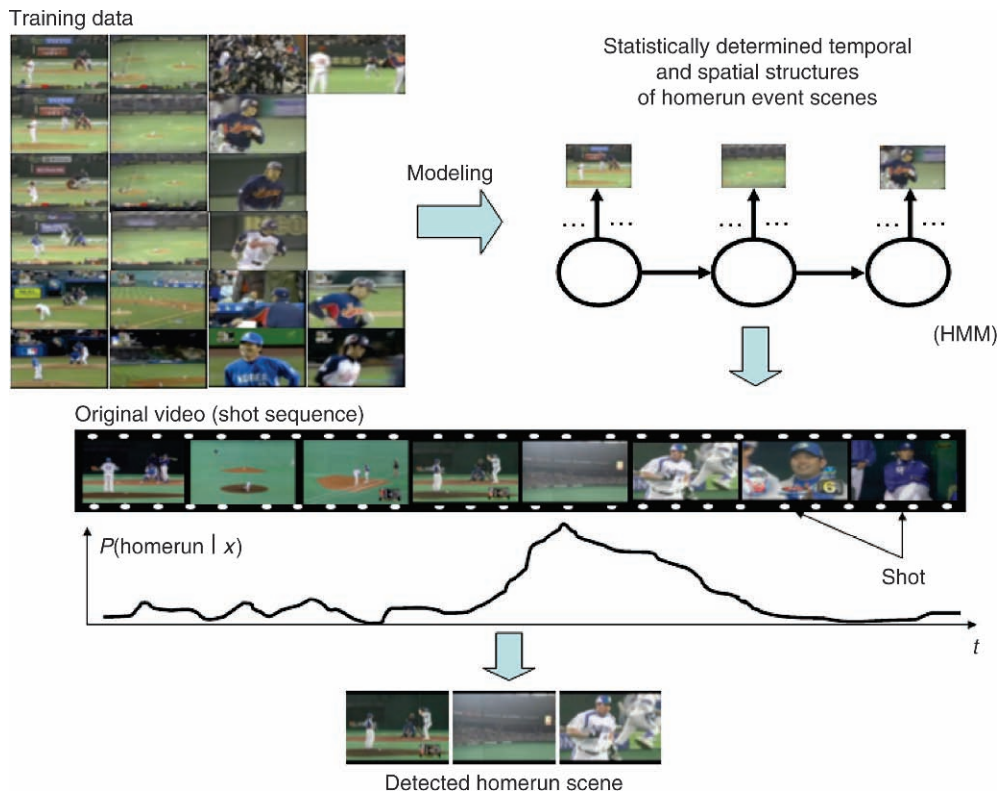 Training data
Statistically determined temporal
and spatial structures
of homerun event scenes
Modeling
... ...
... ...
... ...
(HMM)
Original video (shot sequence)
P(homerun | x)
Shot
t
Detected homerun scene